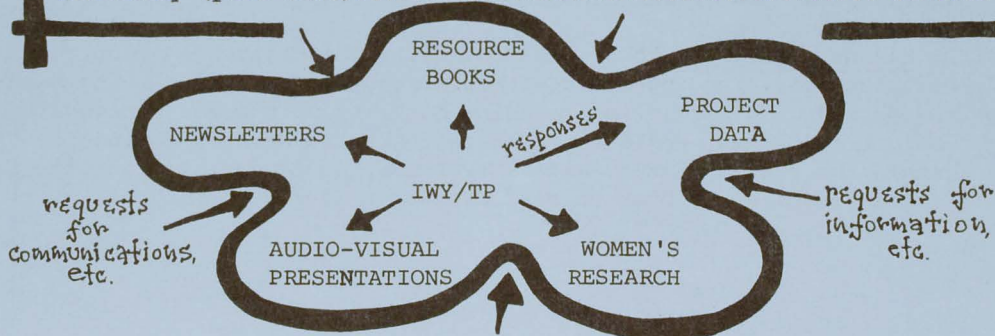 RESOURCE
BOOKS
PROJECT
DATA
NEWSLETTERS
responses
IWY/TP
requests
for
communications,
etc.
requests for
information,
etc.
AUDIO-VISUAL
PRESENTATIONS
WOMEN'S
RESEARCH